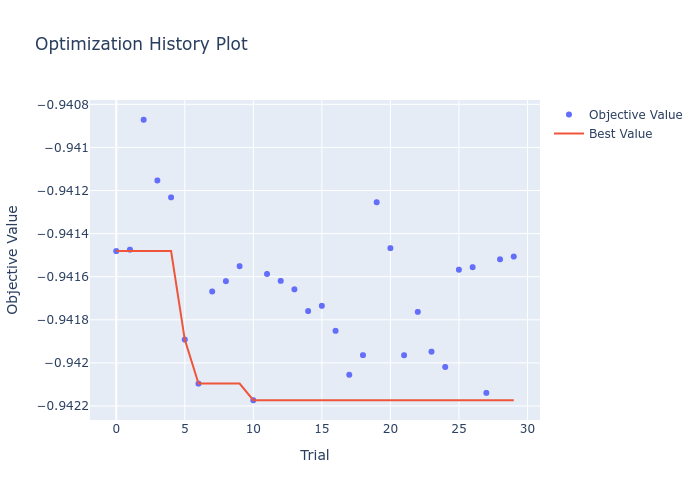 Optimization History Plot
Objective Value
Best Value
−0.9408
−0.941
−0.9412
−0.9414
−0.9416
−0.9418
−0.942
−0.9422
Objective Value
0 5 10 15 20 25 30
Trial